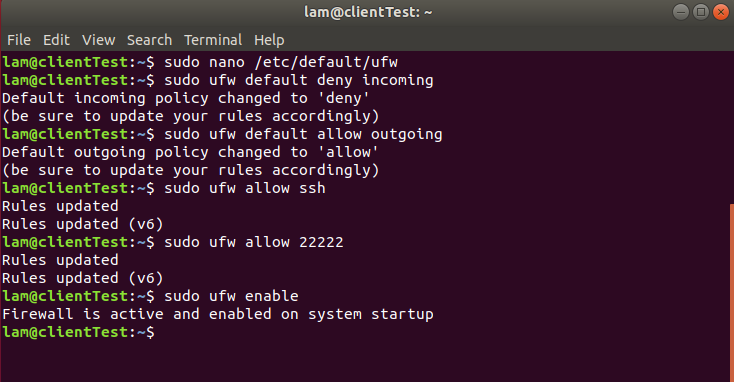 lam@clientTest: ~
File Edit View Search Terminal Help
lam@clientTest:~$ sudo nano /etc/default/ufw
lam@clientTest:~$ sudo ufw default deny incoming
Default incoming policy changed to 'deny'
(be sure to update your rules accordingly)
lam@clientTest:~$ sudo ufw default allow outgoing
Default outgoing policy changed to 'allow'
(be sure to update your rules accordingly)
lam@clientTest:~$ sudo ufw allow ssh
Rules updated
Rules updated (v6)
lam@clientTest:~$ sudo ufw allow 22222
Rules updated
Rules updated (v6)
lam@clientTest:~$ sudo ufw enable
Firewall is active and enabled on system startup
lam@clientTest:~$